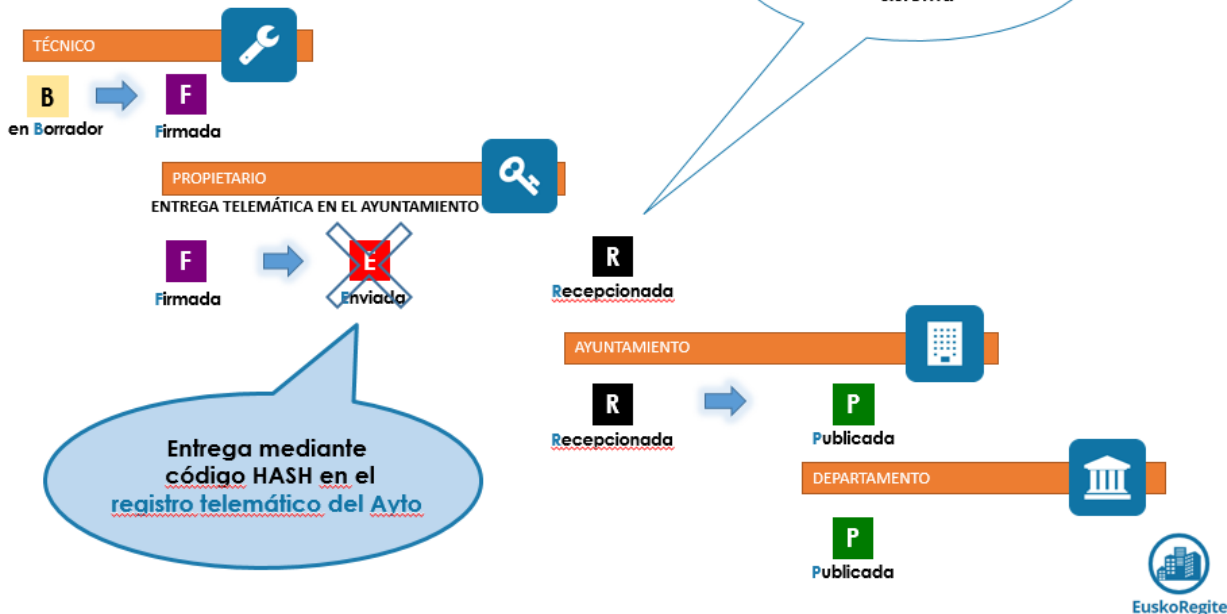 TÉCNICO
B
F
en Borrador
Firmada
PROPIETARIO
ENTREGA TELEMÁTICA EN EL AYUNTAMIENTO
F
E
Firmada
Enviada
R
Recepcionada
Entrega mediante
código HASH en el
registro telemático del Ayto
AYUNTAMIENTO
R
P
Recepcionada
Publicada
DEPARTAMENTO
P
Publicada
EuskoRegite